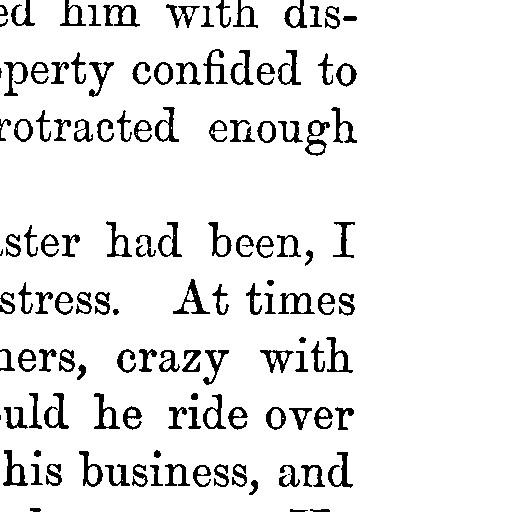 ed him with dis-
perty confided to
rotracted enough
ster had been, I
stress. At times
ners, crazy with
uld he ride over
his business, and